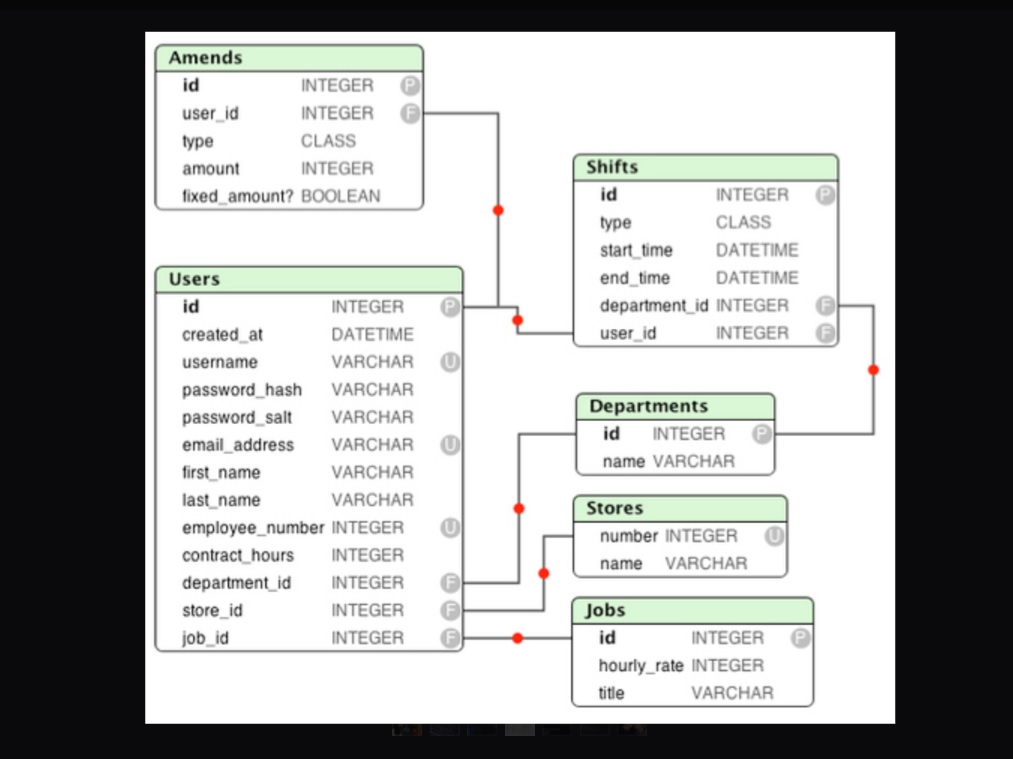 Amends
id INTEGER P
user_id INTEGER F
type CLASS
amount INTEGER
fixed_amount? BOOLEAN
Users
id INTEGER P
created_at DATETIME
username VARCHAR U
password_hash VARCHAR
password_salt VARCHAR
email_address VARCHAR U
first_name VARCHAR
last_name VARCHAR
employee_number INTEGER U
contract_hours INTEGER
department_id INTEGER F
store_id INTEGER F
job_id INTEGER F
Shifts
id INTEGER P
type CLASS
start_time DATETIME
end_time DATETIME
department_id INTEGER F
user_id INTEGER F
Departments
id INTEGER P
name VARCHAR
Stores
number INTEGER U
name VARCHAR
Jobs
id INTEGER P
hourly_rate INTEGER
title VARCHAR